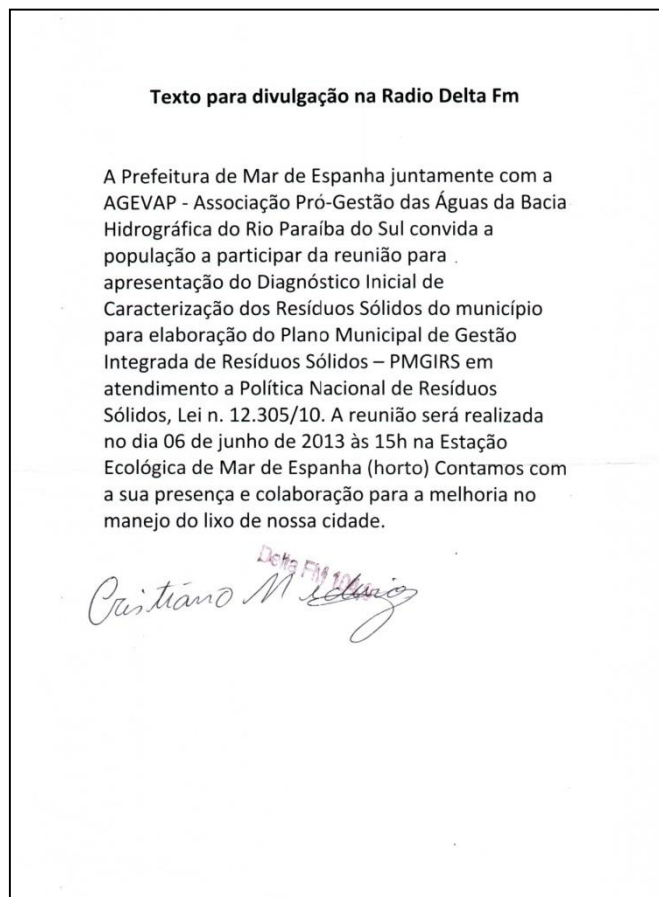 Texto para divulgação na Radio Delta Fm
A Prefeitura de Mar de Espanha juntamente com a
AGEVAP - Associação Pró-Gestão das Águas da Bacia
Hidrográfica do Rio Paraíba do Sul convida a
população a participar da reunião para
apresentação do Diagnóstico Inicial de
Caracterização dos Resíduos Sólidos do município
para elaboração do Plano Municipal de Gestão
Integrada de Resíduos Sólidos – PMGIRS em
atendimento a Política Nacional de Resíduos
Sólidos, Lei n. 12.305/10. A reunião será realizada
no dia 06 de junho de 2013 às 15h na Estação
Ecológica de Mar de Espanha (horto) Contamos com
a sua presença e colaboração para a melhoria no
manejo do lixo de nossa cidade.
Delta FM
Cristiano